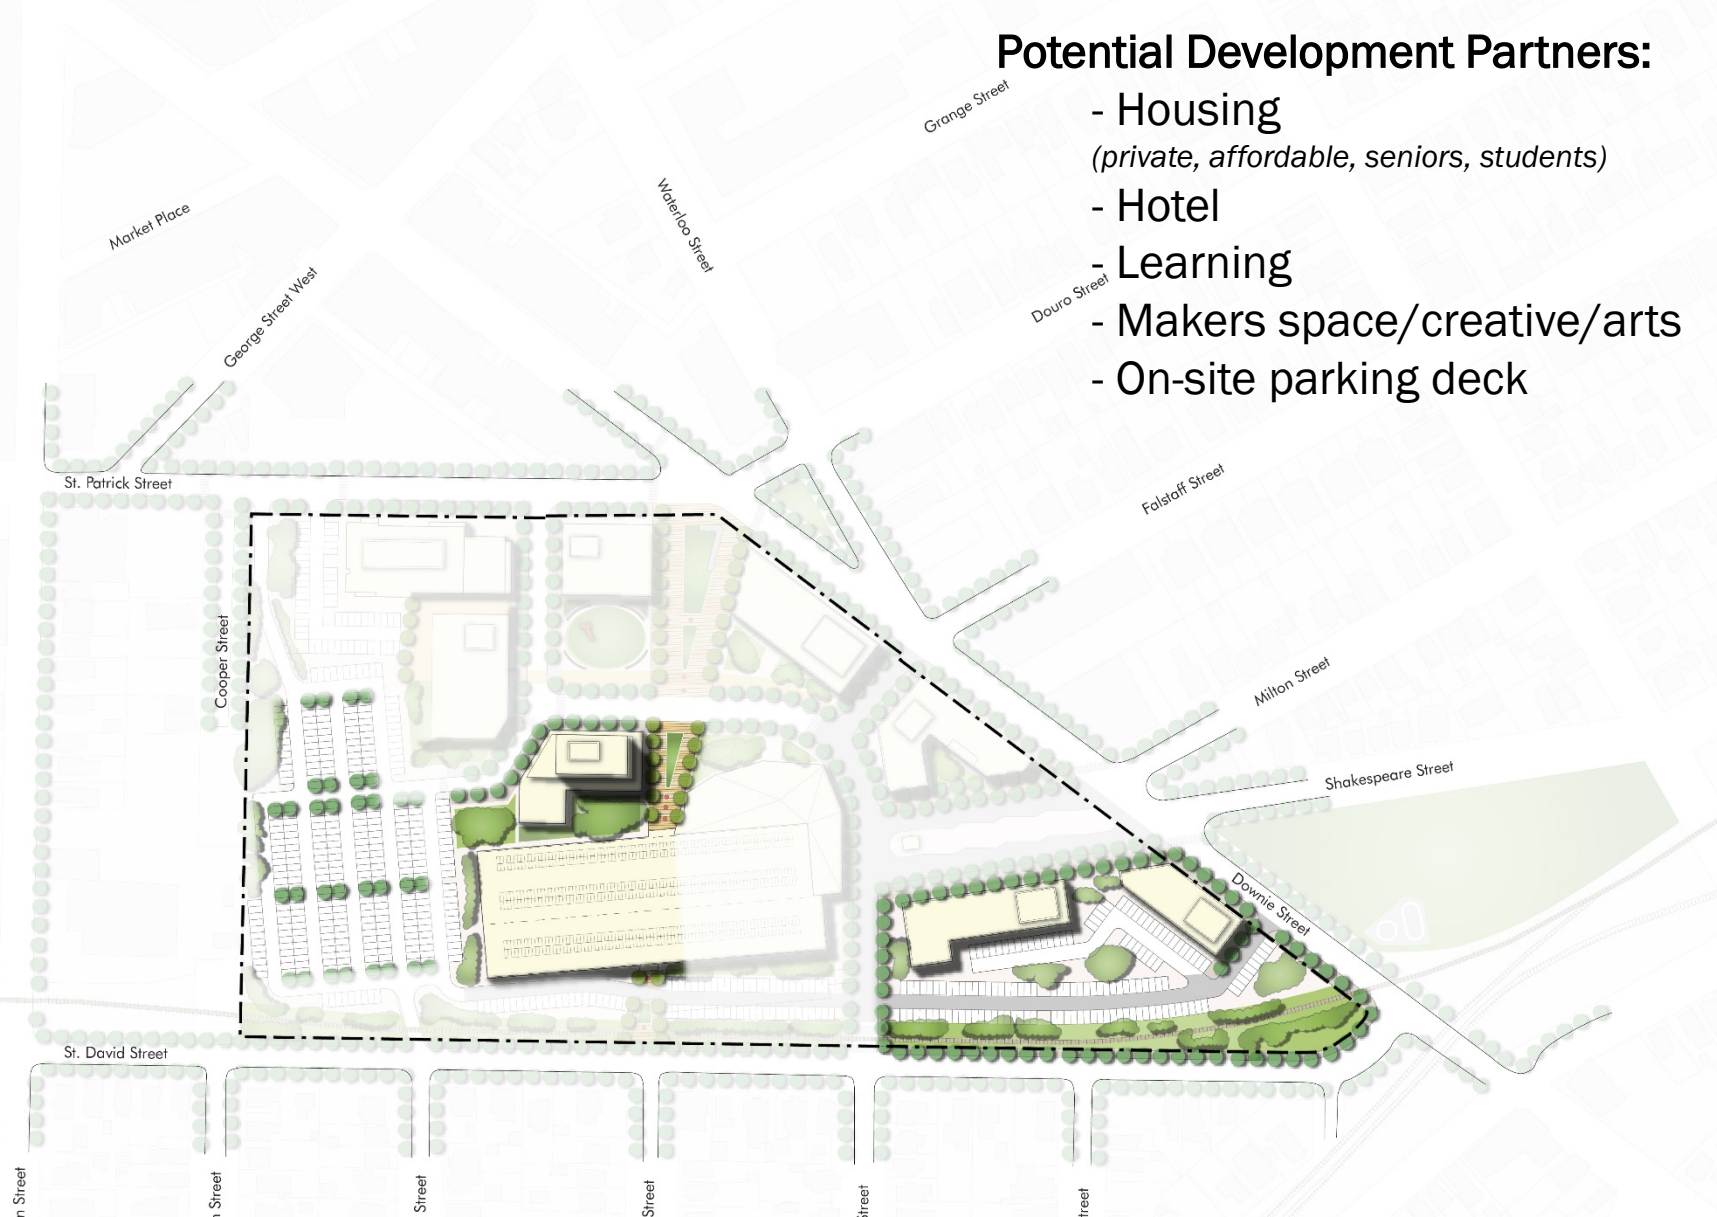 Potential Development Partners:
- Housing
(private, affordable, seniors, students)
- Hotel
- Learning
- Makers space/creative/arts
- On-site parking deck
Grange Street
Waterloo Street
Market Place
George Street West
Douro Street
St. Patrick Street
Falstaff Street
Cooper Street
Milton Street
Shakespeare Street
Downie Street
St. David Street
Street
Street
Street
Street
Street